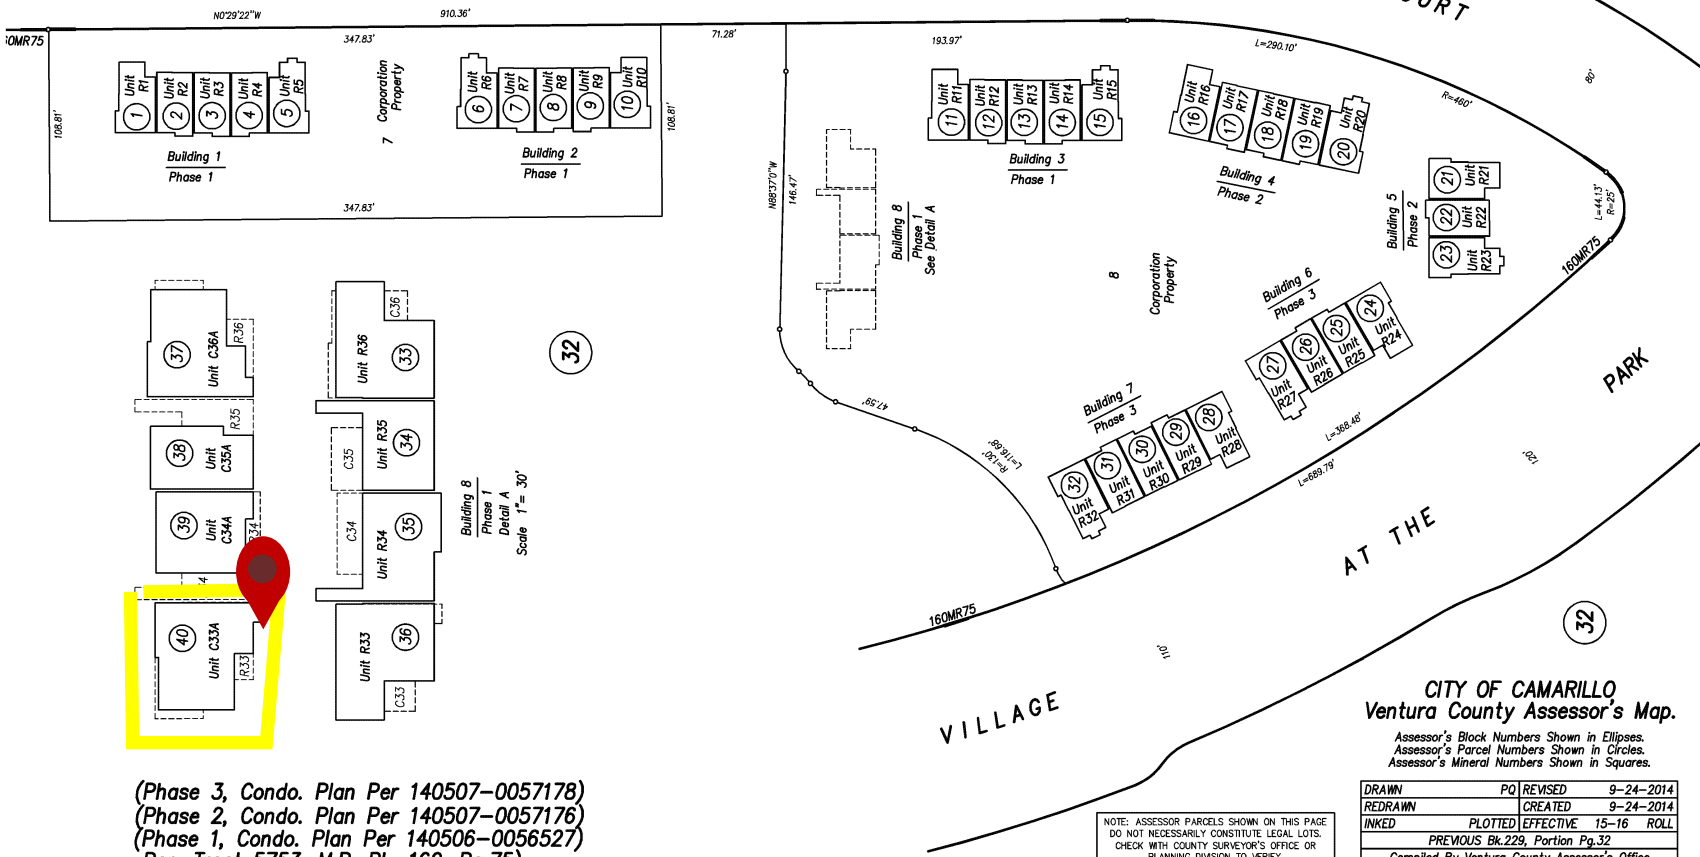 N0°29'22"W
910.36'
60MR75
347.83'
71.28'
193.97'
L=290.10'
R=460'
80'
L=44.13'
R=25'
160MR75
108.81'
108.81'
347.83'
1 Unit R1
2 Unit R2
3 Unit R3
4 Unit R4
5 Unit R5
Building 1
Phase 1
7
Corporation
Property
6 Unit R6
7 Unit R7
8 Unit R8
9 Unit R9
10 Unit R10
Building 2
Phase 1
N88°37'0"W
146.47'
Building 8
Phase 1
See Detail A
11 Unit R11
12 Unit R12
13 Unit R13
14 Unit R14
15 Unit R15
Building 3
Phase 1
16 Unit R16
17 Unit R17
18 Unit R18
19 Unit R19
20 Unit R20
Building 4
Phase 2
Building 5
Phase 2
21 Unit R21
22 Unit R22
23 Unit R23
8
Corporation
Property
Building 6
Phase 3
24 Unit R24
25 Unit R25
26 Unit R26
27 Unit R27
Building 7
Phase 3
28 Unit R28
29 Unit R29
30 Unit R30
31 Unit R31
32 Unit R32
47.59'
L=116.68'
R=130'
L=368.48'
L=689.79'
120'
110'
160MR75
VILLAGE
AT THE
PARK
32
37 Unit C36A
R36
R35
38 Unit C35A
39 Unit C34A
R34
40 Unit C33A
R33
C36
33 Unit R36
34 Unit R35
C35
35 Unit R34
C34
36 Unit R33
C33
Building 8
Phase 1
Detail A
Scale 1"= 30'
(Phase 3, Condo. Plan Per 140507-0057178)
(Phase 2, Condo. Plan Per 140507-0057176)
(Phase 1, Condo. Plan Per 140506-0056527)
32
CITY OF CAMARILLO
Ventura County Assessor's Map.
Assessor's Block Numbers Shown in Ellipses.
Assessor's Parcel Numbers Shown in Circles.
Assessor's Mineral Numbers Shown in Squares.
DRAWN PQ REVISED 9-24-2014
REDRAWN CREATED 9-24-2014
INKED PLOTTED EFFECTIVE 15-16 ROLL
PREVIOUS Bk.229, Portion Pg.32
Compiled By Ventura County Assessor's Office
NOTE: ASSESSOR PARCELS SHOWN ON THIS PAGE
DO NOT NECESSARILY CONSTITUTE LEGAL LOTS.
CHECK WITH COUNTY SURVEYOR'S OFFICE OR
PLANNING DIVISION TO VERIFY.